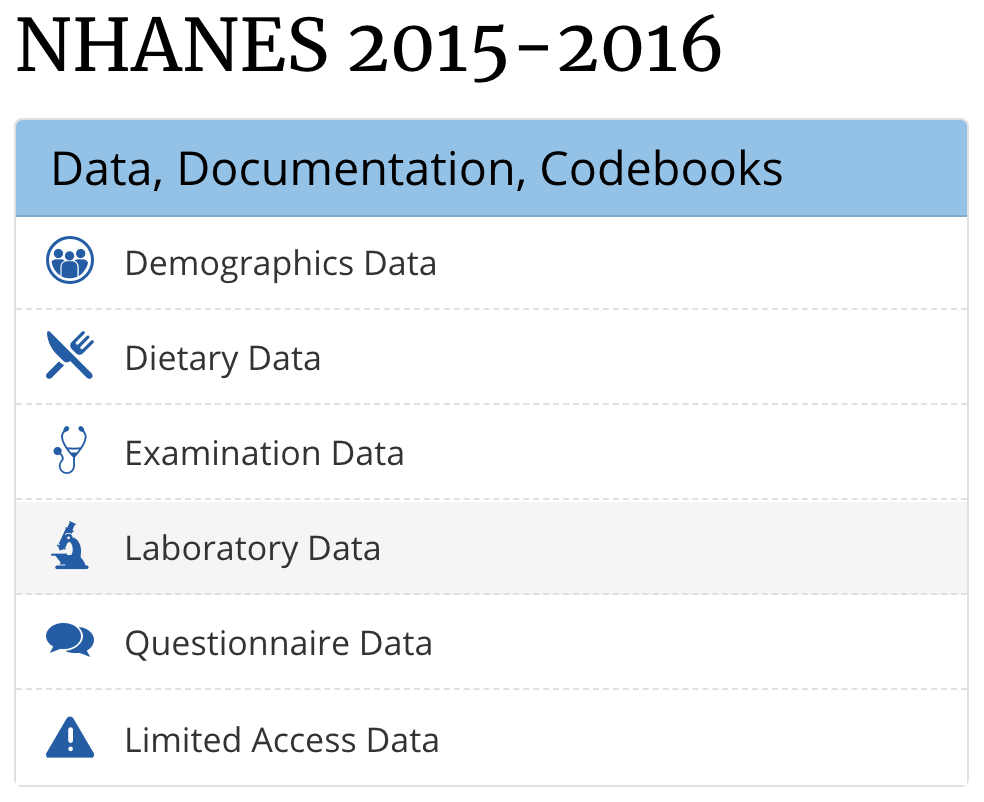 NHANES 2015-2016
Data, Documentation, Codebooks
Demographics Data
Dietary Data
Examination Data
Laboratory Data
Questionnaire Data
Limited Access Data